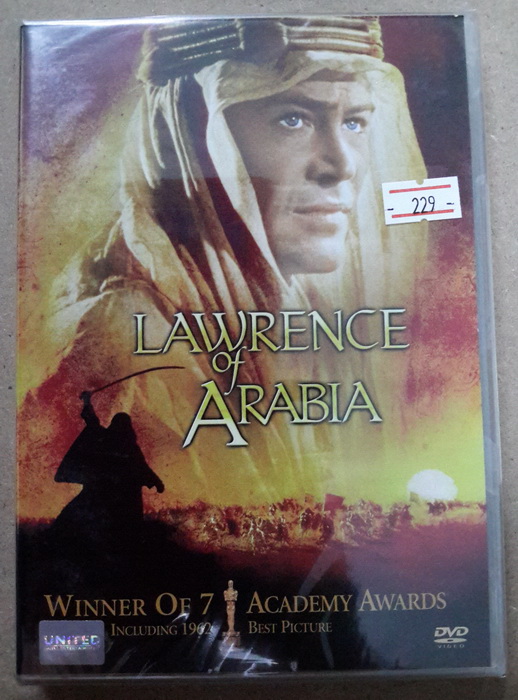 - 229 -
LAWRENCE
of
ARABIA
WINNER OF 7 ACADEMY AWARDS
INCLUDING 1962 BEST PICTURE
UNITED
DVD
VIDEO